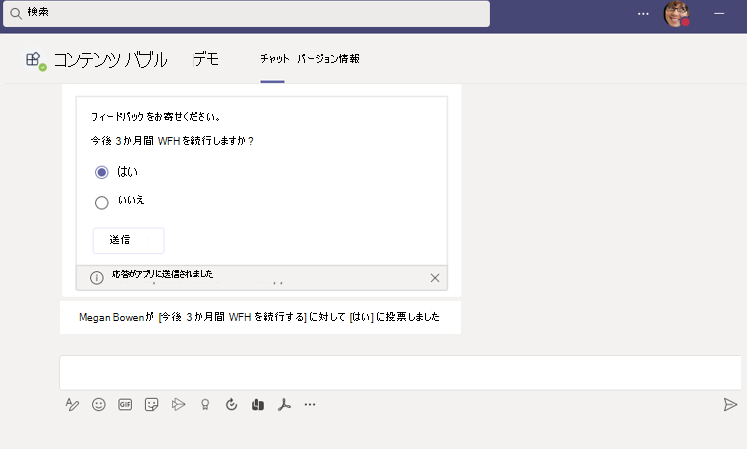 検索
コンテンツ バブル デモ チャット バージョン情報
フィードバックをお寄せください。
今後 3か月間 WFH を続行しますか?
はい
いいえ
送信
応答がアプリに送信されました
Megan Bowenが [今後 3か月間 WFH を続行する] に対して [はい] に投票しました
GIF